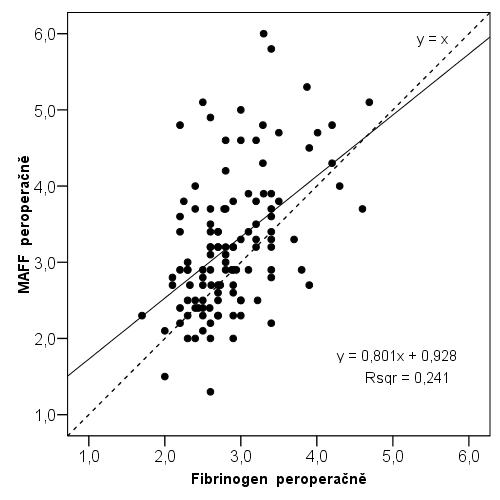 6,0
y = x
5,0
4,0
MAFF peroperačně
3,0
2,0
y = 0,801x + 0,928
Rsqr = 0,241
1,0
1,0 2,0 3,0 4,0 5,0 6,0
Fibrinogen peroperačně